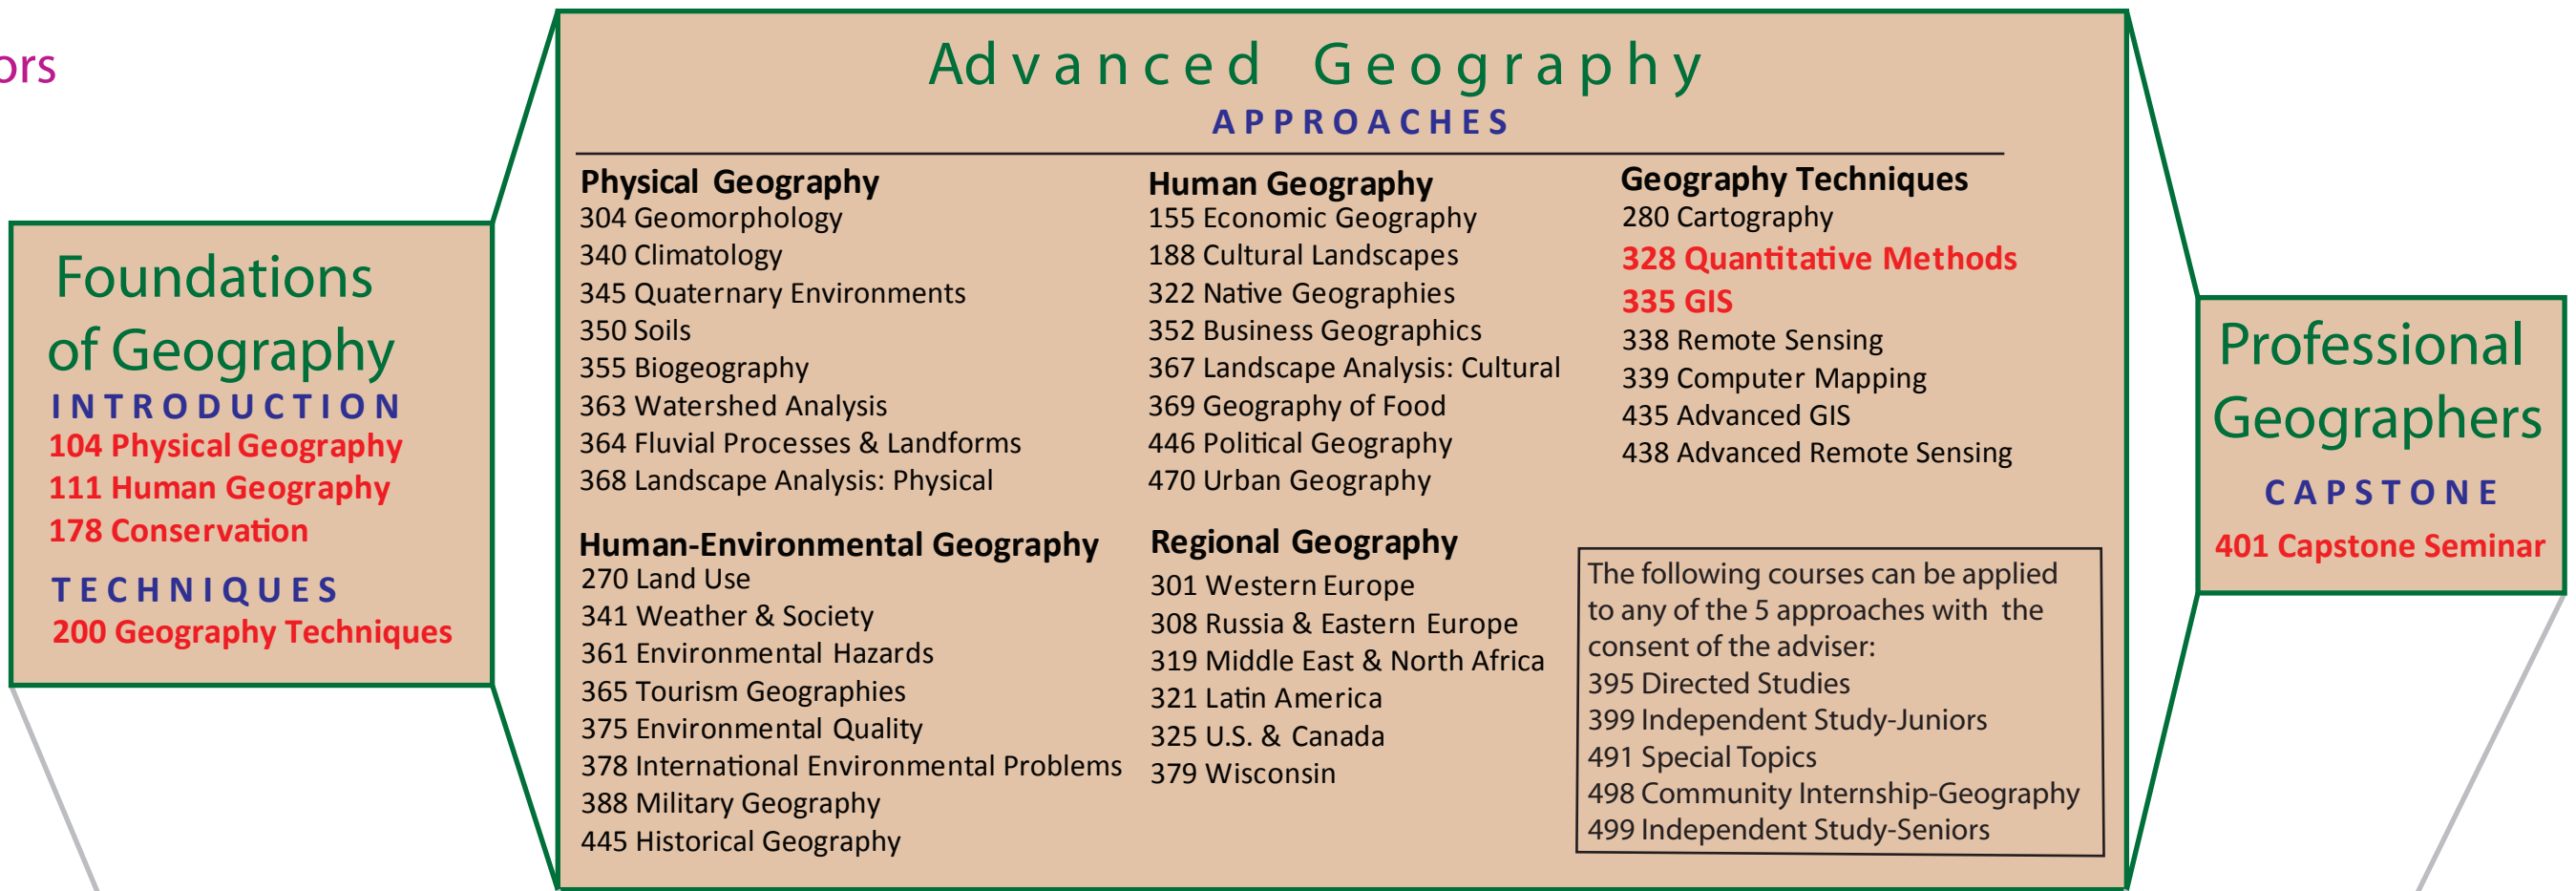 ors
Foundations
of Geography
INTRODUCTION
104 Physical Geography
111 Human Geography
178 Conservation
TECHNIQUES
200 Geography Techniques
Advanced Geography
APPROACHES
Physical Geography
304 Geomorphology
340 Climatology
345 Quaternary Environments
350 Soils
355 Biogeography
363 Watershed Analysis
364 Fluvial Processes & Landforms
368 Landscape Analysis: Physical
Human-Environmental Geography
270 Land Use
341 Weather & Society
361 Environmental Hazards
365 Tourism Geographies
375 Environmental Quality
378 International Environmental Problems
388 Military Geography
445 Historical Geography
Human Geography
155 Economic Geography
188 Cultural Landscapes
322 Native Geographies
352 Business Geographics
367 Landscape Analysis: Cultural
369 Geography of Food
446 Political Geography
470 Urban Geography
Regional Geography
301 Western Europe
308 Russia & Eastern Europe
319 Middle East & North Africa
321 Latin America
325 U.S. & Canada
379 Wisconsin
Geography Techniques
280 Cartography
328 Quantitative Methods
335 GIS
338 Remote Sensing
339 Computer Mapping
435 Advanced GIS
438 Advanced Remote Sensing
The following courses can be applied
to any of the 5 approaches with the
consent of the adviser:
395 Directed Studies
399 Independent Study-Juniors
491 Special Topics
498 Community Internship-Geography
499 Independent Study-Seniors
Professional
Geographers
CAPSTONE
401 Capstone Seminar